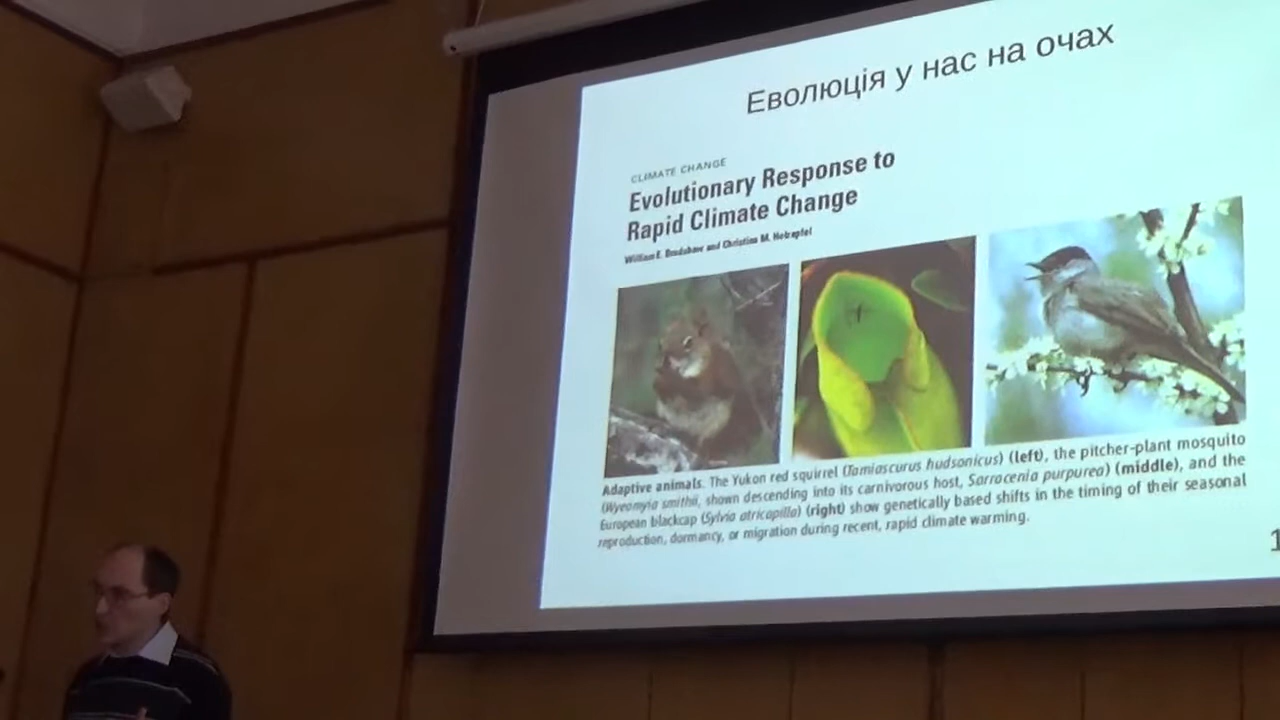 Еволюція у нас на очах
CLIMATE CHANGE
Evolutionary Response to
Rapid Climate Change
William E. Bradshaw and Christina M. Holzapfel
Adaptive animals. The Yukon red squirrel (Tamiascurus hudsonicus) (left), the pitcher-plant mosquito
(Wyeomyia smithii, shown descending into its carnivorous host, Sarracenia purpurea) (middle), and the
European blackcap (Sylvia atricapilla) (right) show genetically based shifts in the timing of their seasonal
reproduction, dormancy, or migration during recent, rapid climate warming.
1